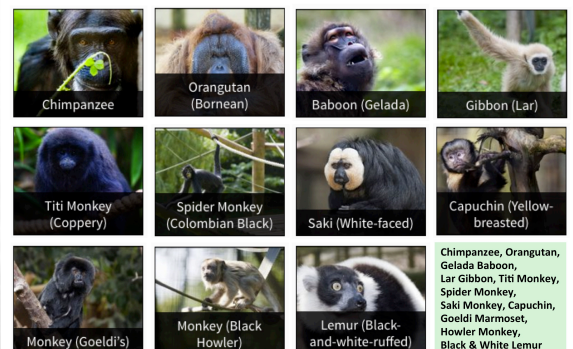 Chimpanzee
Orangutan
(Bornean)
Baboon (Gelada)
Gibbon (Lar)
Titi Monkey
(Coppery)
Spider Monkey
(Colombian Black)
Saki (White-faced)
Capuchin (Yellow-
breasted)
Monkey (Goeldi's)
Monkey (Black
Howler)
Lemur (Black-
and-white-ruffed)
Chimpanzee, Orangutan,
Gelada Baboon,
Lar Gibbon, Titi Monkey,
Spider Monkey,
Saki Monkey, Capuchin,
Goeldi Marmoset,
Howler Monkey,
Black & White Lemur